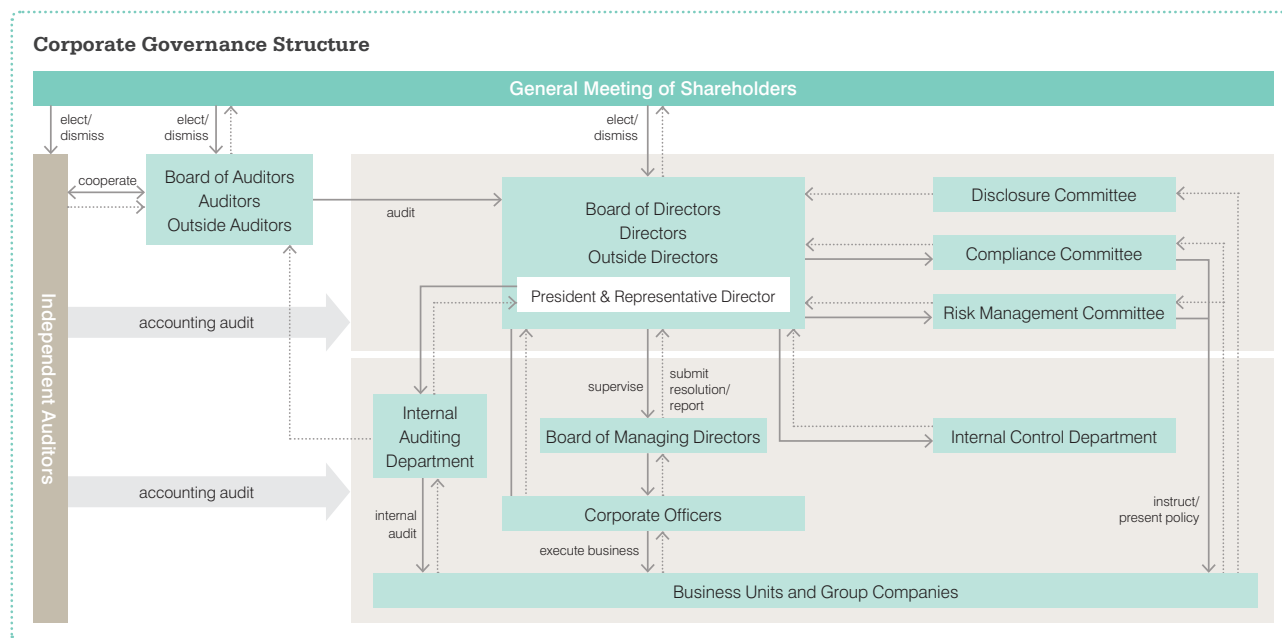 Corporate Governance Structure
General Meeting of Shareholders
elect/
dismiss
elect/
dismiss
elect/
dismiss
cooperate
Board of Auditors
Auditors
Outside Auditors
audit
Board of Directors
Directors
Outside Directors
President & Representative Director
Disclosure Committee
Compliance Committee
Risk Management Committee
Independent Auditors
accounting audit
supervise
submit
resolution/
report
Internal
Auditing
Department
Board of Managing Directors
Internal Control Department
accounting audit
internal
audit
Corporate Officers
instruct/
present policy
execute business
Business Units and Group Companies